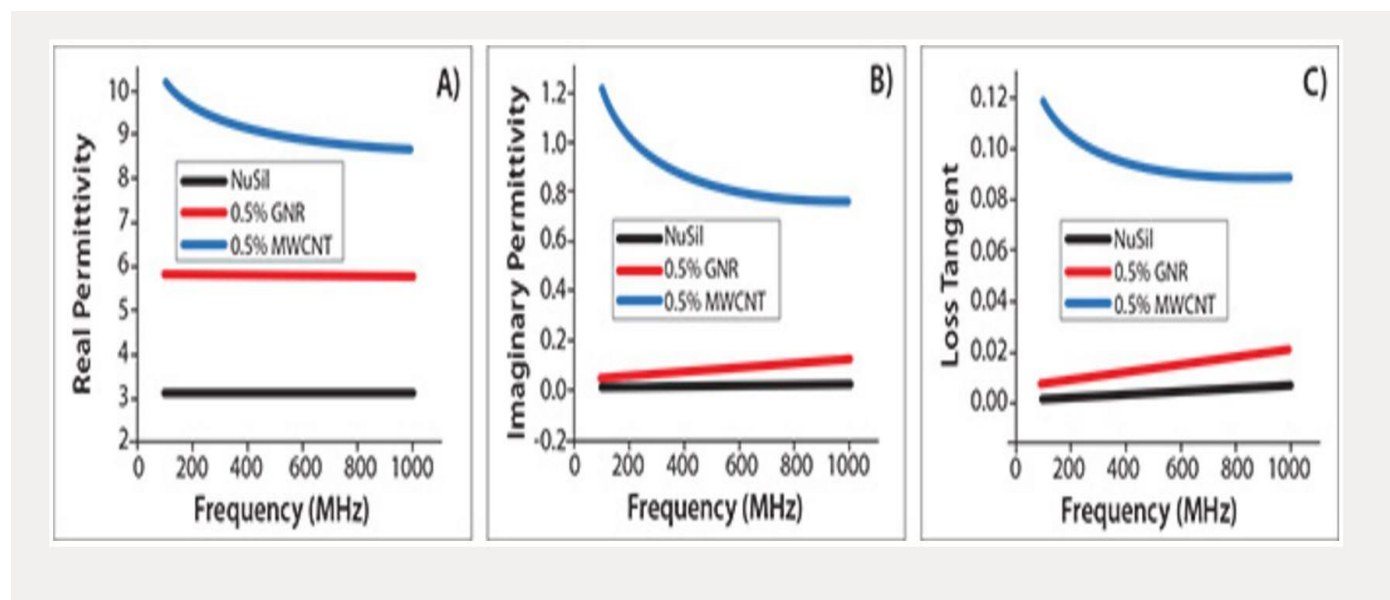 A)
Real Permittivity
10
9
8
7
6
5
4
3
2
NuSil
0.5% GNR
0.5% MWCNT
0 200 400 600 800 1000
Frequency (MHz)
B)
Imaginary Permittivity
1.2
1.0
0.8
0.6
0.4
0.2
0.0
-0.2
NuSil
0.5% GNR
0.5% MWCNT
0 200 400 600 800 1000
Frequency (MHz)
C)
Loss Tangent
0.12
0.10
0.08
0.06
0.04
0.02
0.00
NuSil
0.5% GNR
0.5% MWCNT
0 200 400 600 800 1000
Frequency (MHz)